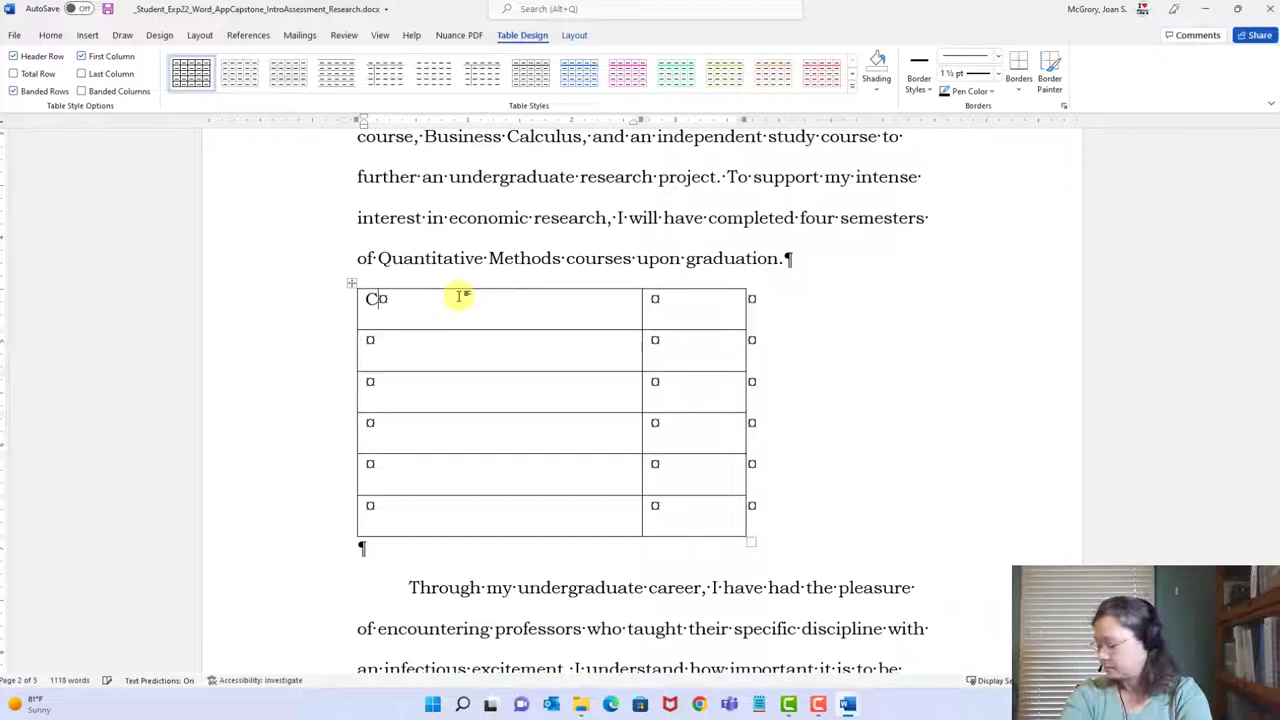 AutoSave Off _Student_Exp22_Word_AppCapstone_IntroAssessment_Research.docx Search (Alt+Q) McGrory, Joan S.
File Home Insert Draw Design Layout References Mailings Review View Help Nuance PDF Table Design Layout Comments Share
Header Row First Column
Total Row Last Column
Banded Rows Banded Columns
Shading Border Styles 1 ½ pt Pen Color Borders Border Painter
Table Style Options Table Styles Borders
1 2 3
course, Business Calculus, and an independent study course to
further an undergraduate research project. To support my intense
interest in economic research, I will have completed four semesters
of Quantitative Methods courses upon graduation.¶
C
¶
Through my undergraduate career, I have had the pleasure
of encountering professors who taught their specific discipline with
an infectious excitement. I understand how important it is to be
Page 2 of 5 1118 words Text Predictions: On Accessibility: Investigate Display
81°F
Sunny